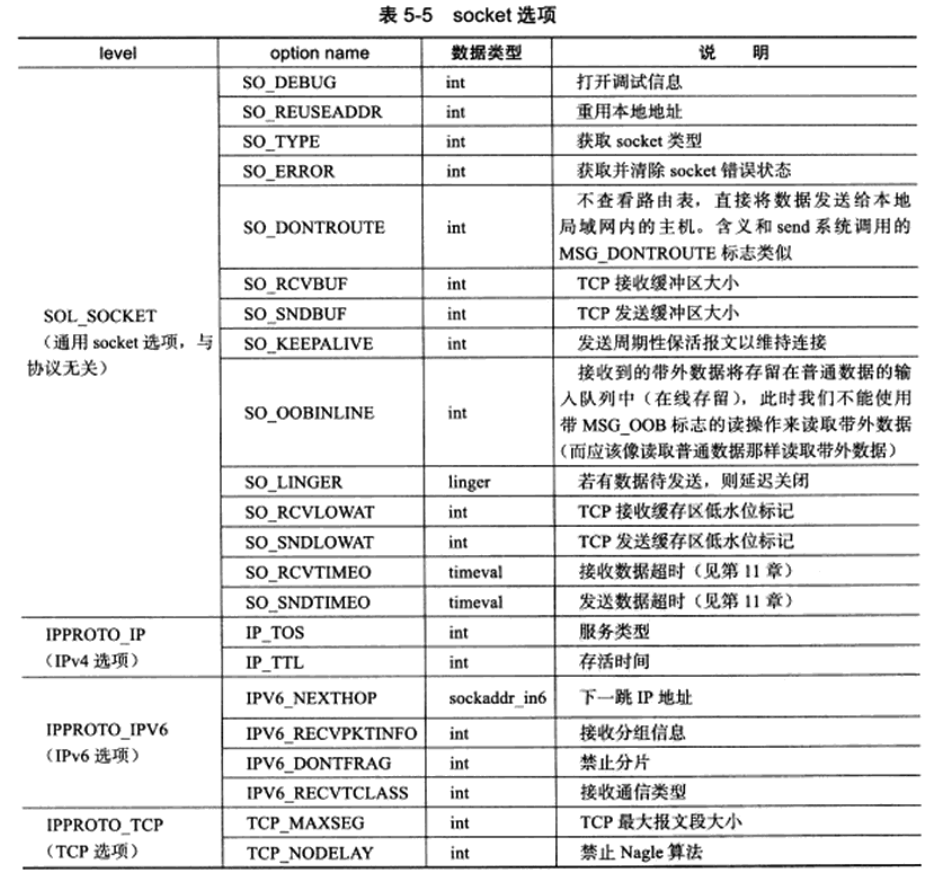 表 5-5 socket 选项
level option name 数据类型 说 明
SO_DEBUG int 打开调试信息
SO_REUSEADDR int 重用本地地址
SO_TYPE int 获取 socket 类型
SO_ERROR int 获取并清除 socket 错误状态
SO_DONTROUTE int 不查看路由表，直接将数据发送给本地
局域网内的主机。含义和 send 系统调用的
MSG_DONTROUTE 标志类似
SO_RCVBUF int TCP 接收缓冲区大小
SOL_SOCKET
（通用 socket 选项，与
协议无关）
SO_SNDBUF int TCP 发送缓冲区大小
SO_KEEPALIVE int 发送周期性保活报文以维持连接
SO_OOBINLINE int 接收到的带外数据将存留在普通数据的输
入队列中（在线存留），此时我们不能使用
带 MSG_OOB 标志的读操作来读取带外数据
（而应该像读取普通数据那样读取带外数据）
SO_LINGER linger 若有数据待发送，则延迟关闭
SO_RCVLOWAT int TCP 接收缓存区低水位标记
SO_SNDLOWAT int TCP 发送缓存区低水位标记
SO_RCVTIMEO timeval 接收数据超时（见第 11 章）
SO_SNDTIMEO timeval 发送数据超时（见第 11 章）
IPPROTO_IP
（IPv4 选项）
IP_TOS int 服务类型
IP_TTL int 存活时间
IPPROTO_IPV6
（IPv6 选项）
IPV6_NEXTHOP sockaddr_in6 下一跳 IP 地址
IPV6_RECVPKTINFO int 接收分组信息
IPV6_DONTFRAG int 禁止分片
IPV6_RECVTCLASS int 接收通信类型
IPPROTO_TCP
（TCP 选项）
TCP_MAXSEG int TCP 最大报文段大小
TCP_NODELAY int 禁止 Nagle 算法